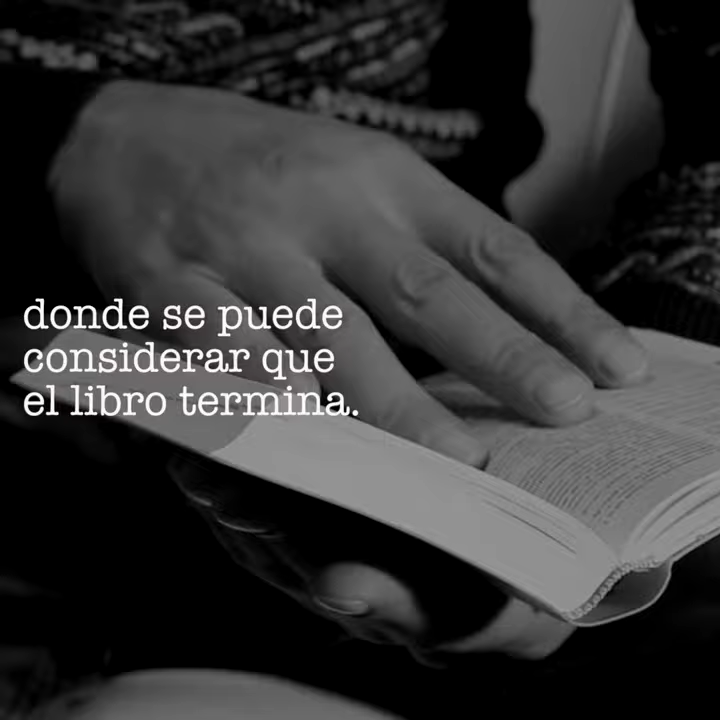 donde se puede
considerar que
el libro termina.